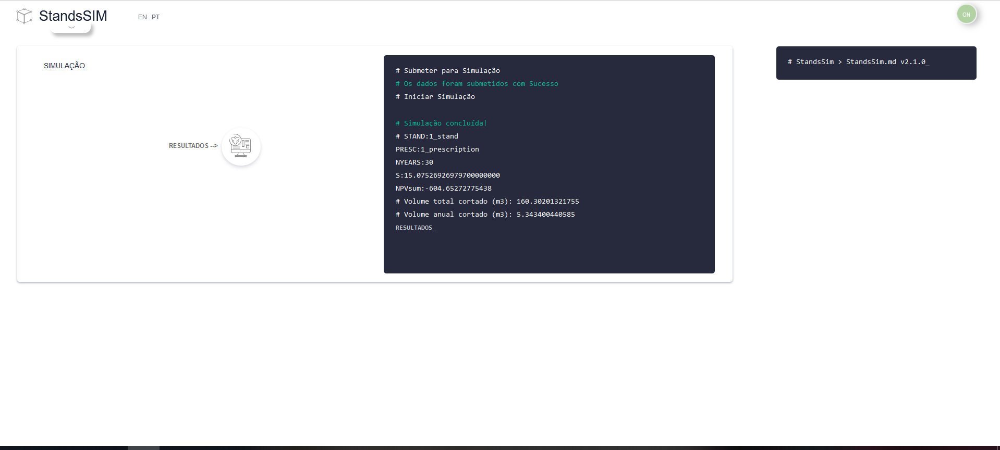 StandsSIM
EN PT
ON
SIMULAÇÃO
RESULTADOS -->
# Submeter para Simulação
# Os dados foram submetidos com Sucesso
# Iniciar Simulação
# Simulação concluída!
# STAND:1_stand
PRESC:1_prescription
NYEARS:30
S:15.07526926979700000000
NPVsum:-604.65272775438
# Volume total cortado (m3): 160.30201321755
# Volume anual cortado (m3): 5.343400440585
RESULTADOS_
# StandsSim > StandsSim.md v2.1.0_